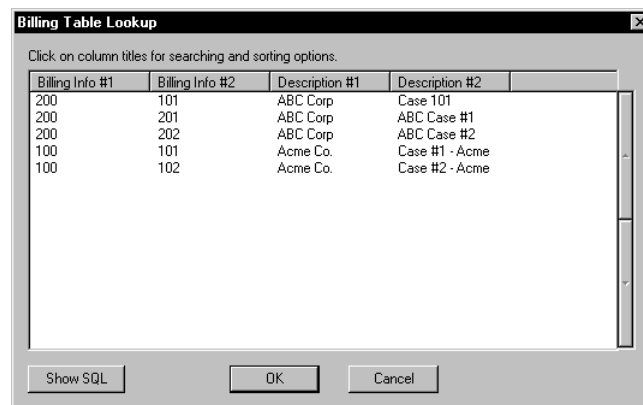 Billing Table Lookup
Click on column titles for searching and sorting options.
Billing Info #1 Billing Info #2 Description #1 Description #2
200 101 ABC Corp Case 101
200 201 ABC Corp ABC Case #1
200 202 ABC Corp ABC Case #2
100 101 Acme Co. Case #1 - Acme
100 102 Acme Co. Case #2 - Acme
Show SQL OK Cancel